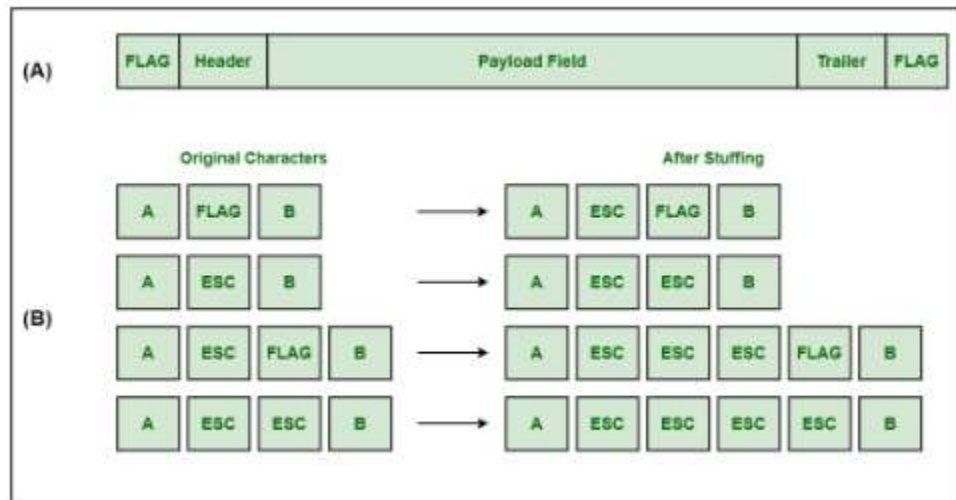 (A) FLAG Header Payload Field Trailer FLAG
Original Characters After Stuffing
A FLAG B A ESC FLAG B
A ESC B A ESC ESC B
(B)
A ESC FLAG B A ESC ESC ESC FLAG B
A ESC ESC B A ESC ESC ESC ESC B